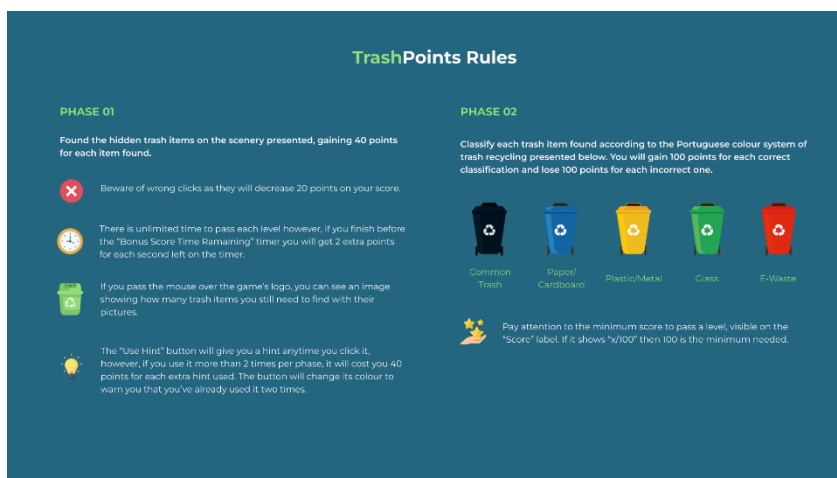 TrashPoints Rules
PHASE 01
Found the hidden trash items on the scenery presented, gaining 40 points
for each item found.
Beware of wrong clicks as they will decrease 20 points on your score.
There is unlimited time to pass each level however, if you finish before
the "Bonus Score Time Remaining" timer you will get 2 extra points
for each second left on the timer.
If you pass the mouse over the game's logo, you can see an image
showing how many trash items you still need to find with their
pictures.
The "Use Hint" button will give you a hint anytime you click it,
however, if you use it more than 2 times per phase, it will cost you 40
points for each extra hint used. The button will change its colour to
warn you that you've already used it two times.
PHASE 02
Classify each trash item found according to the Portuguese colour system of
trash recycling presented below. You will gain 100 points for each correct
classification and lose 100 points for each incorrect one.
Common
Trash
Paper/
Cardboard
Plastic/Metal
Glass
E-Waste
Pay attention to the minimum score to pass a level, visible on the
"Score" label. If it shows "x/100" then 100 is the minimum needed.